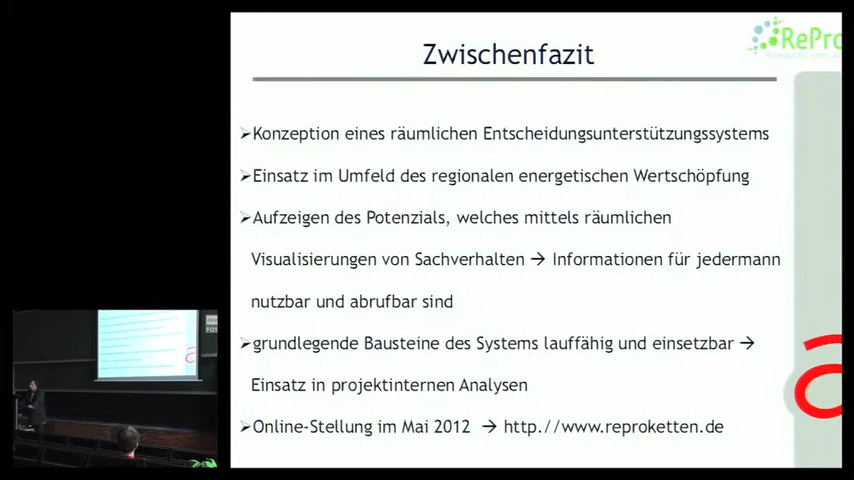 Zwischenfazit
RePro
➢Konzeption eines räumlichen Entscheidungsunterstützungssystems
➢Einsatz im Umfeld des regionalen energetischen Wertschöpfung
➢Aufzeigen des Potenzials, welches mittels räumlichen
Visualisierungen von Sachverhalten → Informationen für jedermann
nutzbar und abrufbar sind
➢grundlegende Bausteine des Systems lauffähig und einsetzbar →
Einsatz in projektinternen Analysen
➢Online-Stellung im Mai 2012 → http.//www.reproketten.de